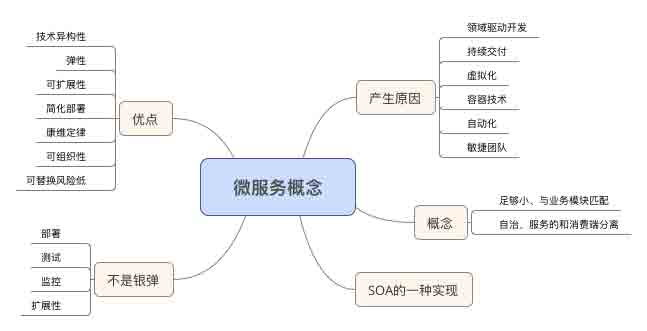 微服务概念
优点
技术异构性
弹性
可扩展性
简化部署
康维定律
可组织性
可替换风险低
不是银弹
部署
测试
监控
扩展性
产生原因
领域驱动开发
持续交付
虚拟化
容器技术
自动化
敏捷团队
概念
足够小、与业务模块匹配
自治、服务的和消费端分离
SOA的一种实现